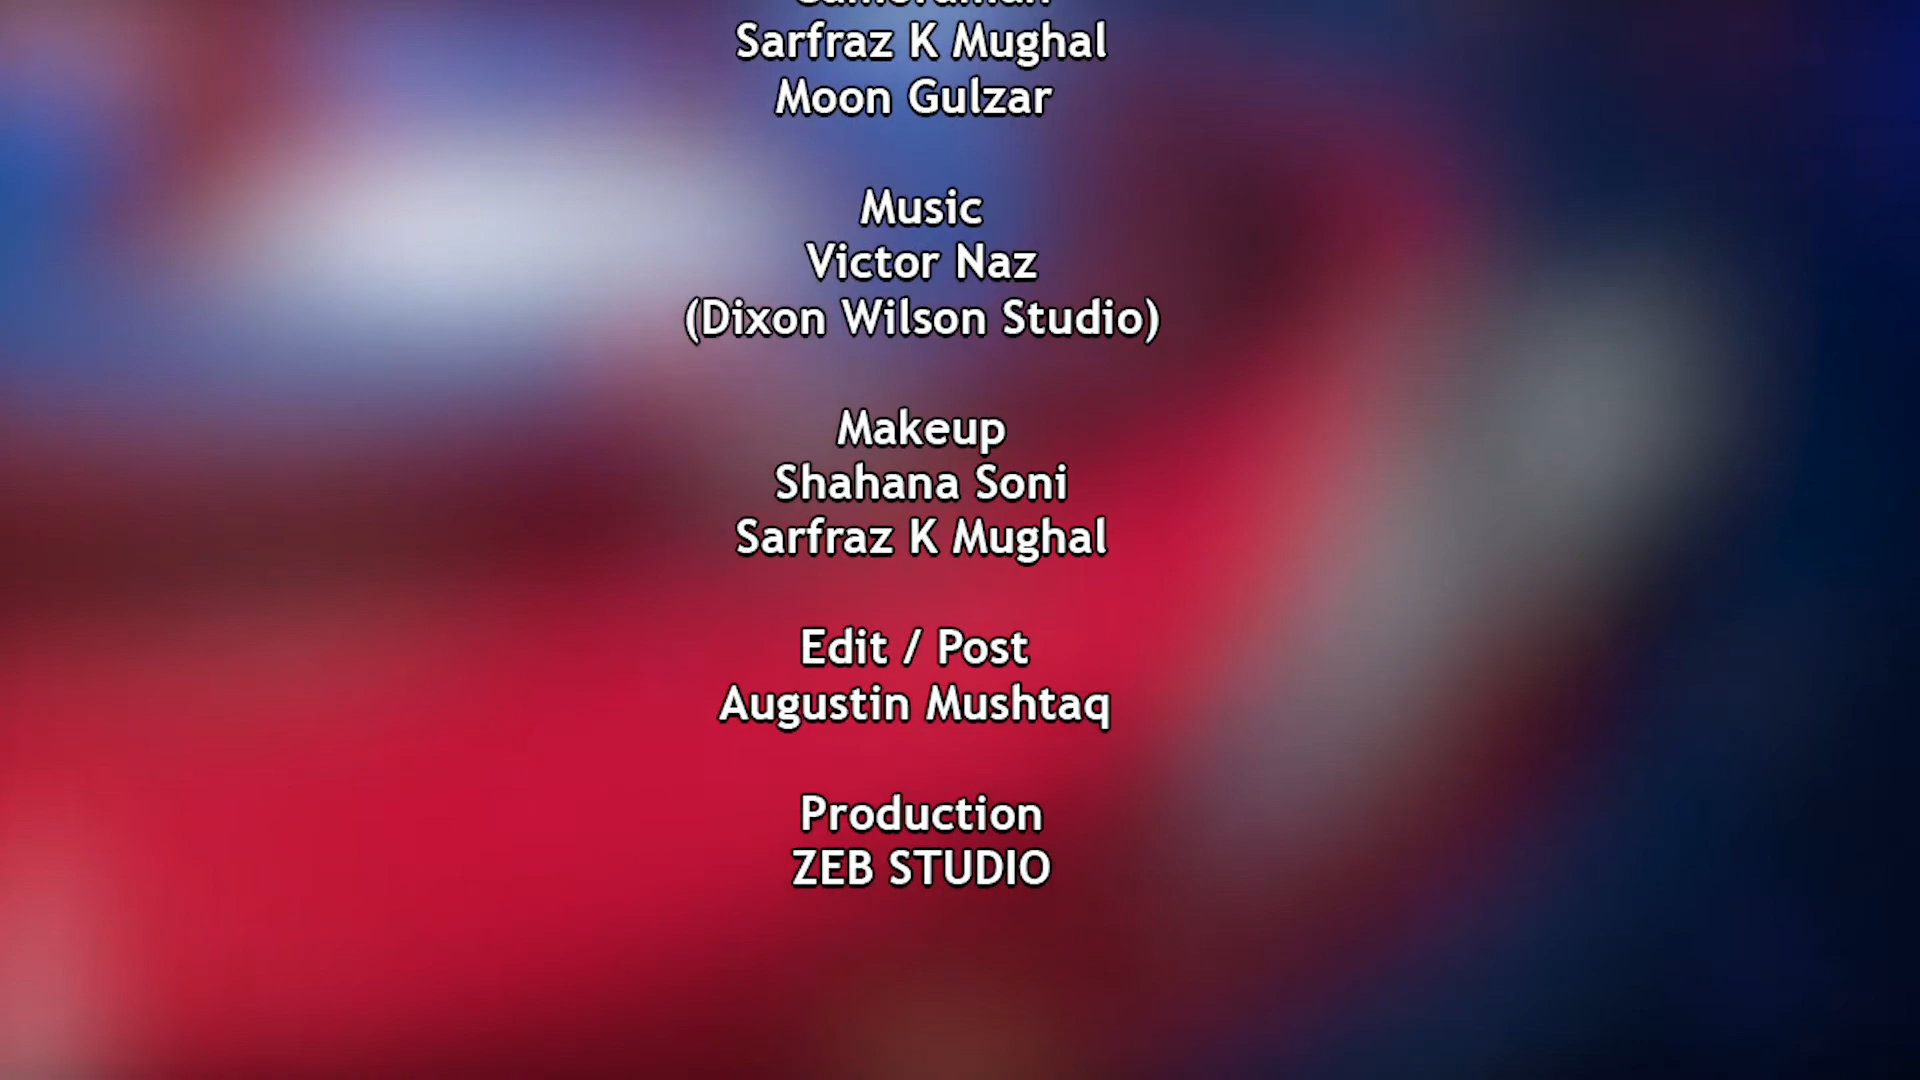 Cameraman
Sarfraz K Mughal
Moon Gulzar
Music
Victor Naz
(Dixon Wilson Studio)
Makeup
Shahana Soni
Sarfraz K Mughal
Edit / Post
Augustin Mushtaq
Production
ZEB STUDIO